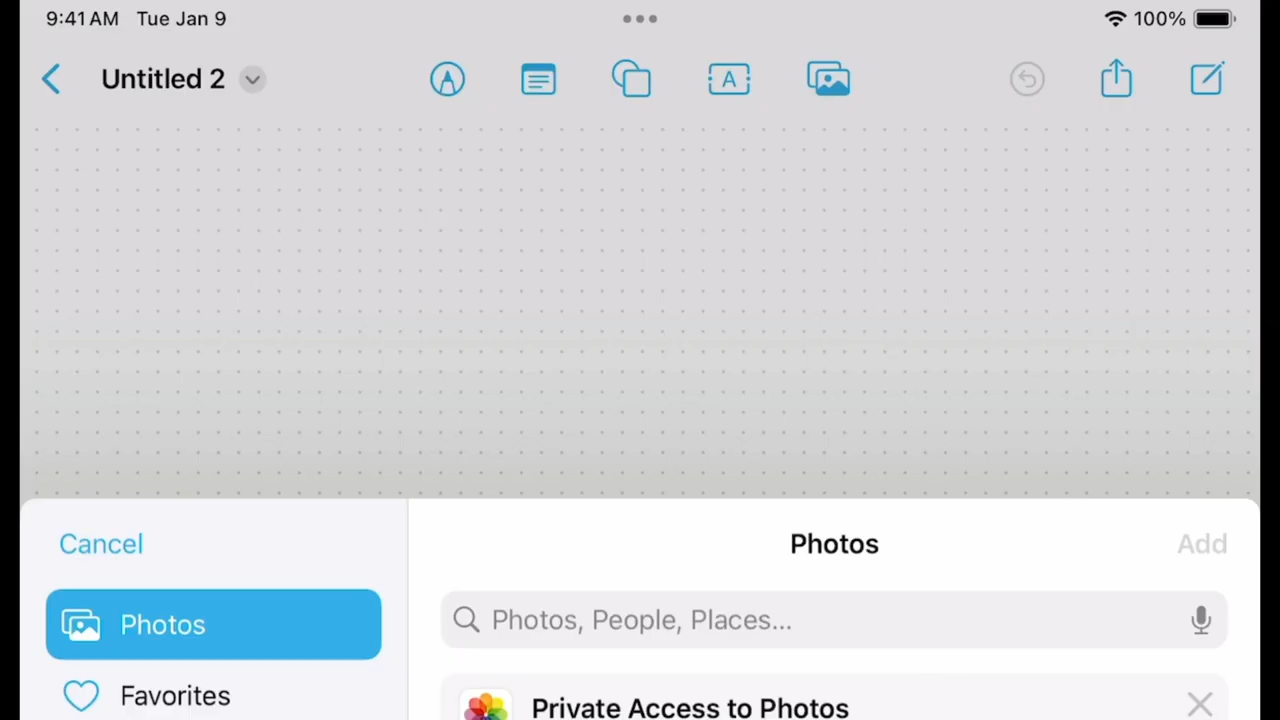 9:41 AM Tue Jan 9
100%
Untitled 2
A
Cancel
Photos
Add
Photos
Photos, People, Places...
Favorites
Private Access to Photos